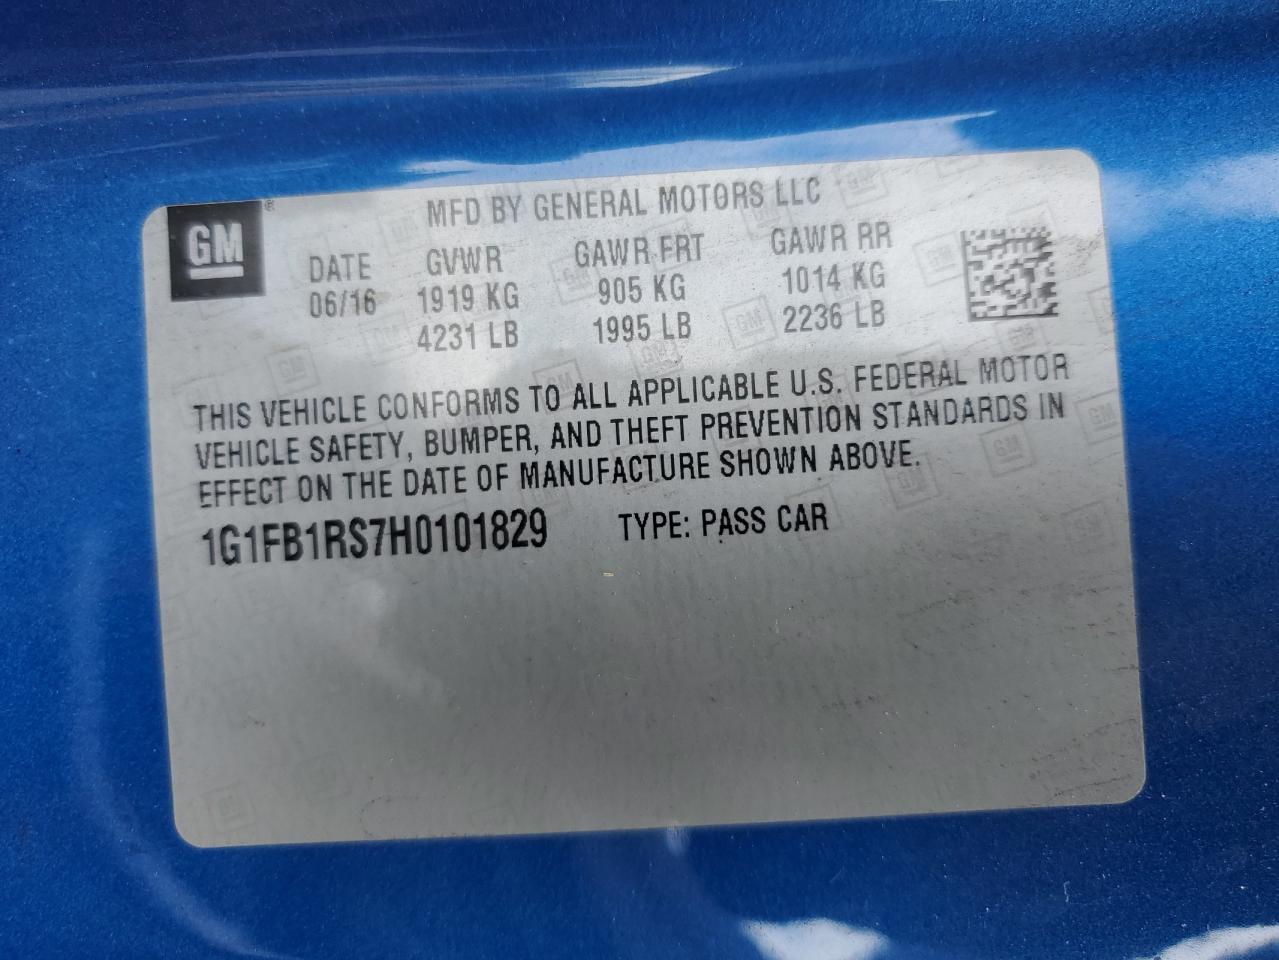 GM ®
MFD BY GENERAL MOTORS LLC
DATE GVWR GAWR FRT GAWR RR
06/16 1919 KG 905 KG 1014 KG
4231 LB 1995 LB 2236 LB
THIS VEHICLE CONFORMS TO ALL APPLICABLE U.S. FEDERAL MOTOR
VEHICLE SAFETY, BUMPER, AND THEFT PREVENTION STANDARDS IN
EFFECT ON THE DATE OF MANUFACTURE SHOWN ABOVE.
1G1FB1RS7H0101829 TYPE: PASS CAR